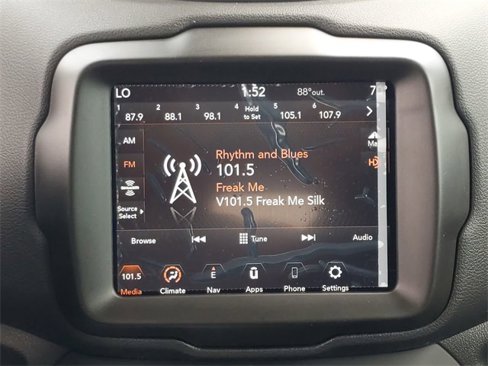 LO 1:52 88°out. 7
1 2 3 4 5 6
87.9 88.1 98.1 Hold to Set 105.1 107.9
AM
FM
Source Select
Rhythm and Blues
101.5
Freak Me
V101.5 Freak Me Silk
HD
Browse Tune Audio
101.5 E
Media Climate Nav Apps Phone Settings